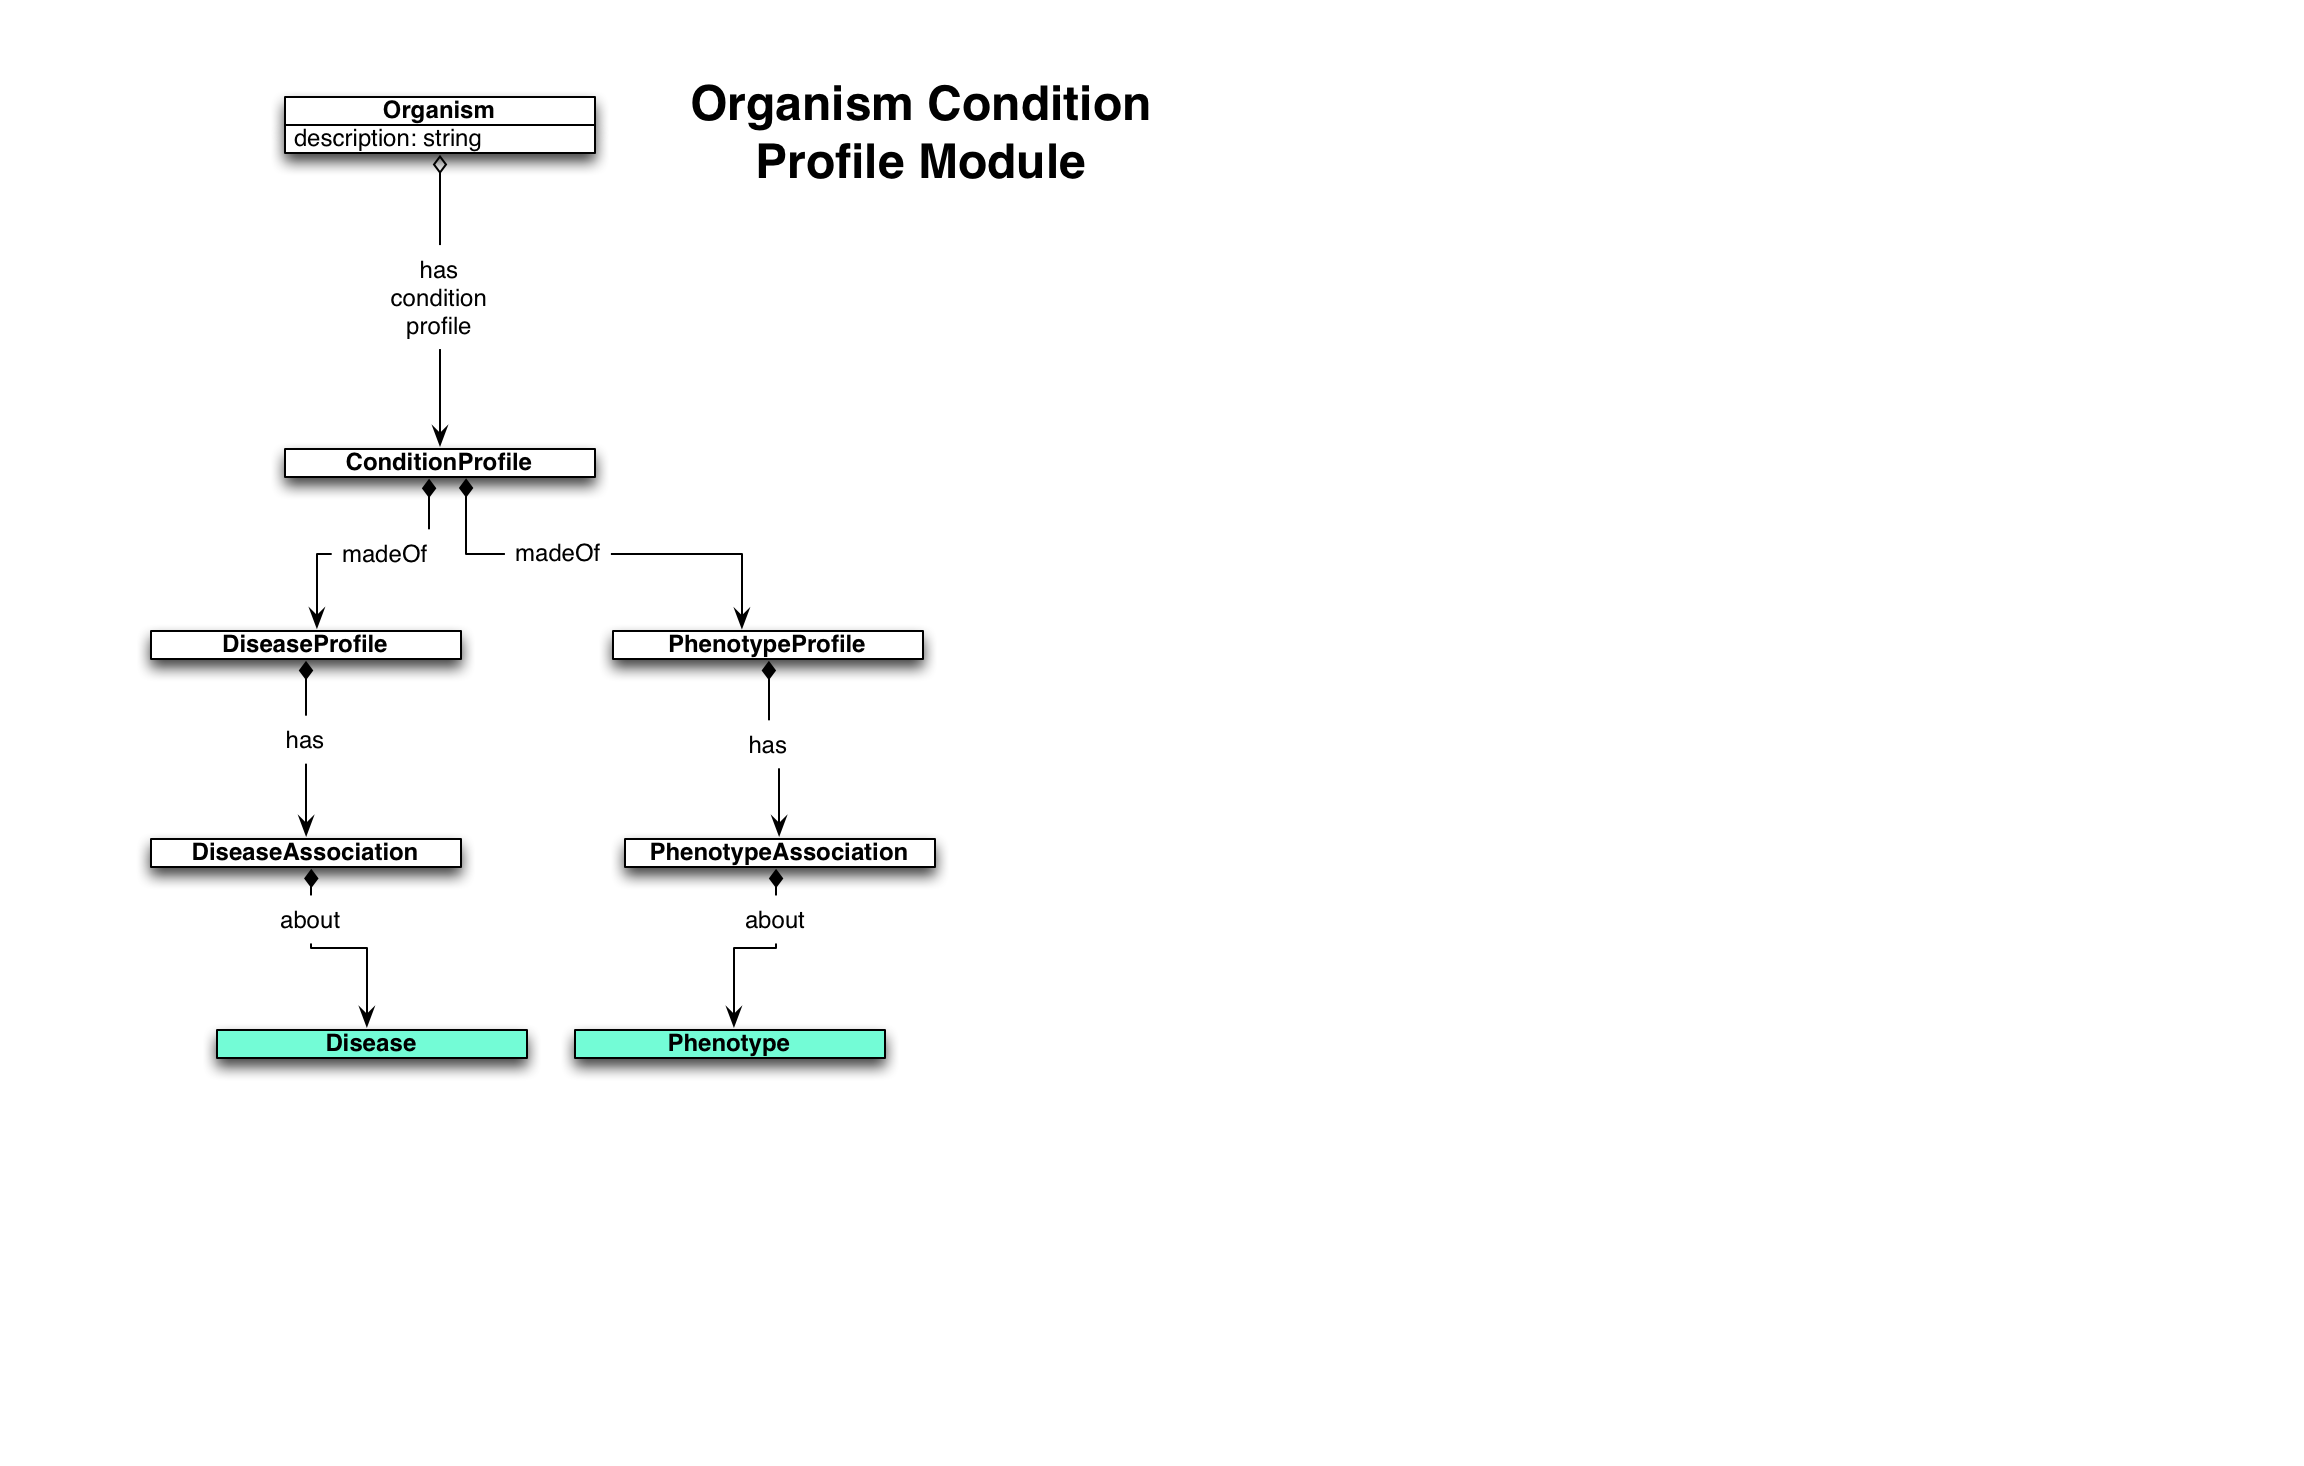 Organism Condition
Profile Module
Organism
description: string
has
condition
profile
ConditionProfile
madeOf
madeOf
DiseaseProfile
PhenotypeProfile
has
has
DiseaseAssociation
PhenotypeAssociation
about
about
Disease
Phenotype